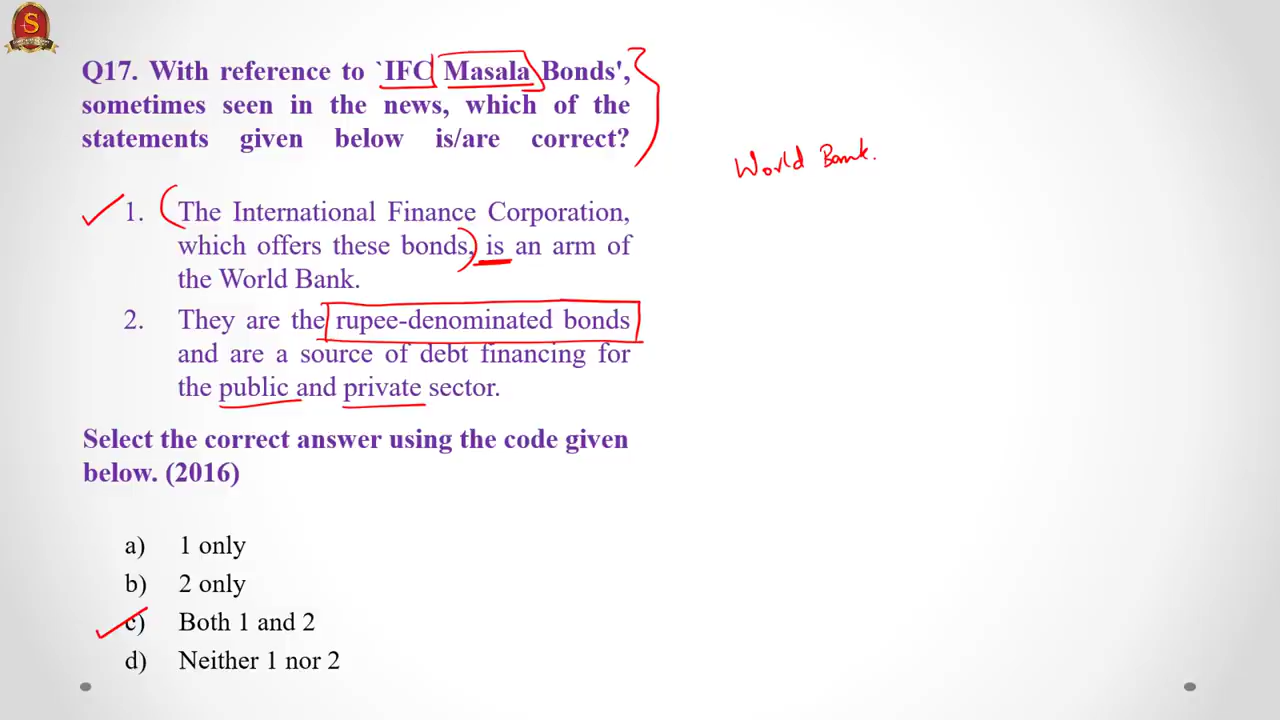 Q17. With reference to `IFC Masala Bonds',
sometimes seen in the news, which of the
statements given below is/are correct?
World Bank.
1. The International Finance Corporation,
which offers these bonds, is an arm of
the World Bank.
2. They are the rupee-denominated bonds
and are a source of debt financing for
the public and private sector.
Select the correct answer using the code given
below. (2016)
a) 1 only
b) 2 only
c) Both 1 and 2
d) Neither 1 nor 2